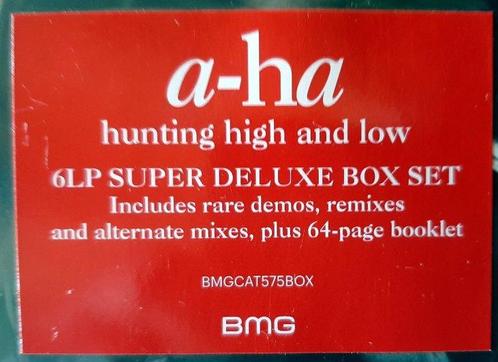 a-ha
hunting high and low
6LP SUPER DELUXE BOX SET
Includes rare demos, remixes
and alternate mixes, plus 64-page booklet
BMGCAT575BOX
BMG